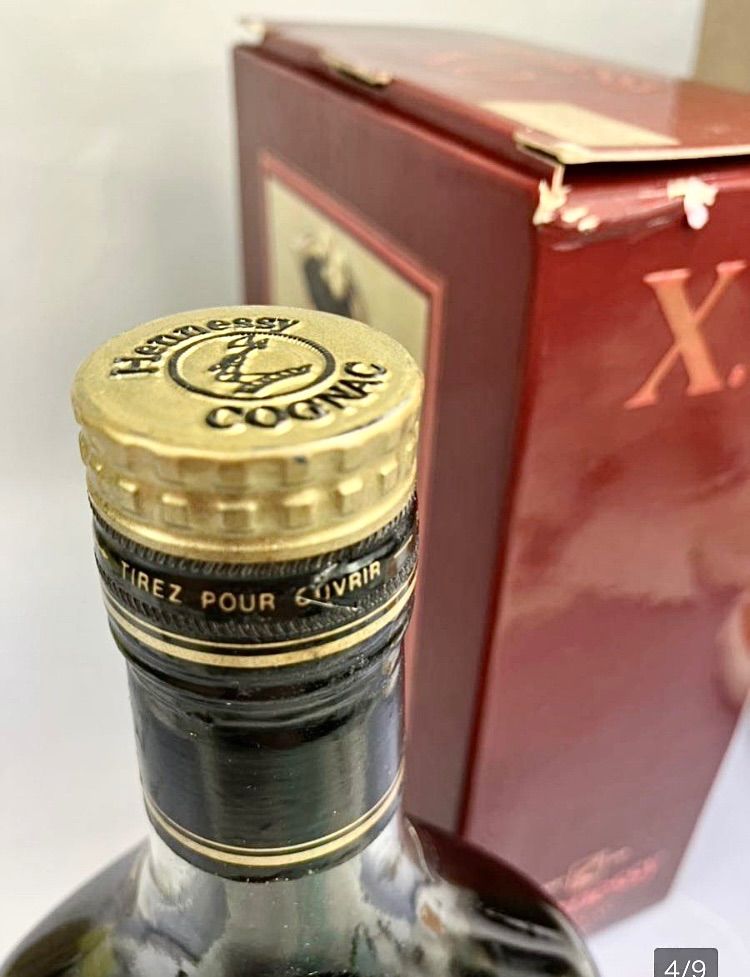 Hennessy
COGNAC
TIREZ POUR OUVRIR
X.
4/9